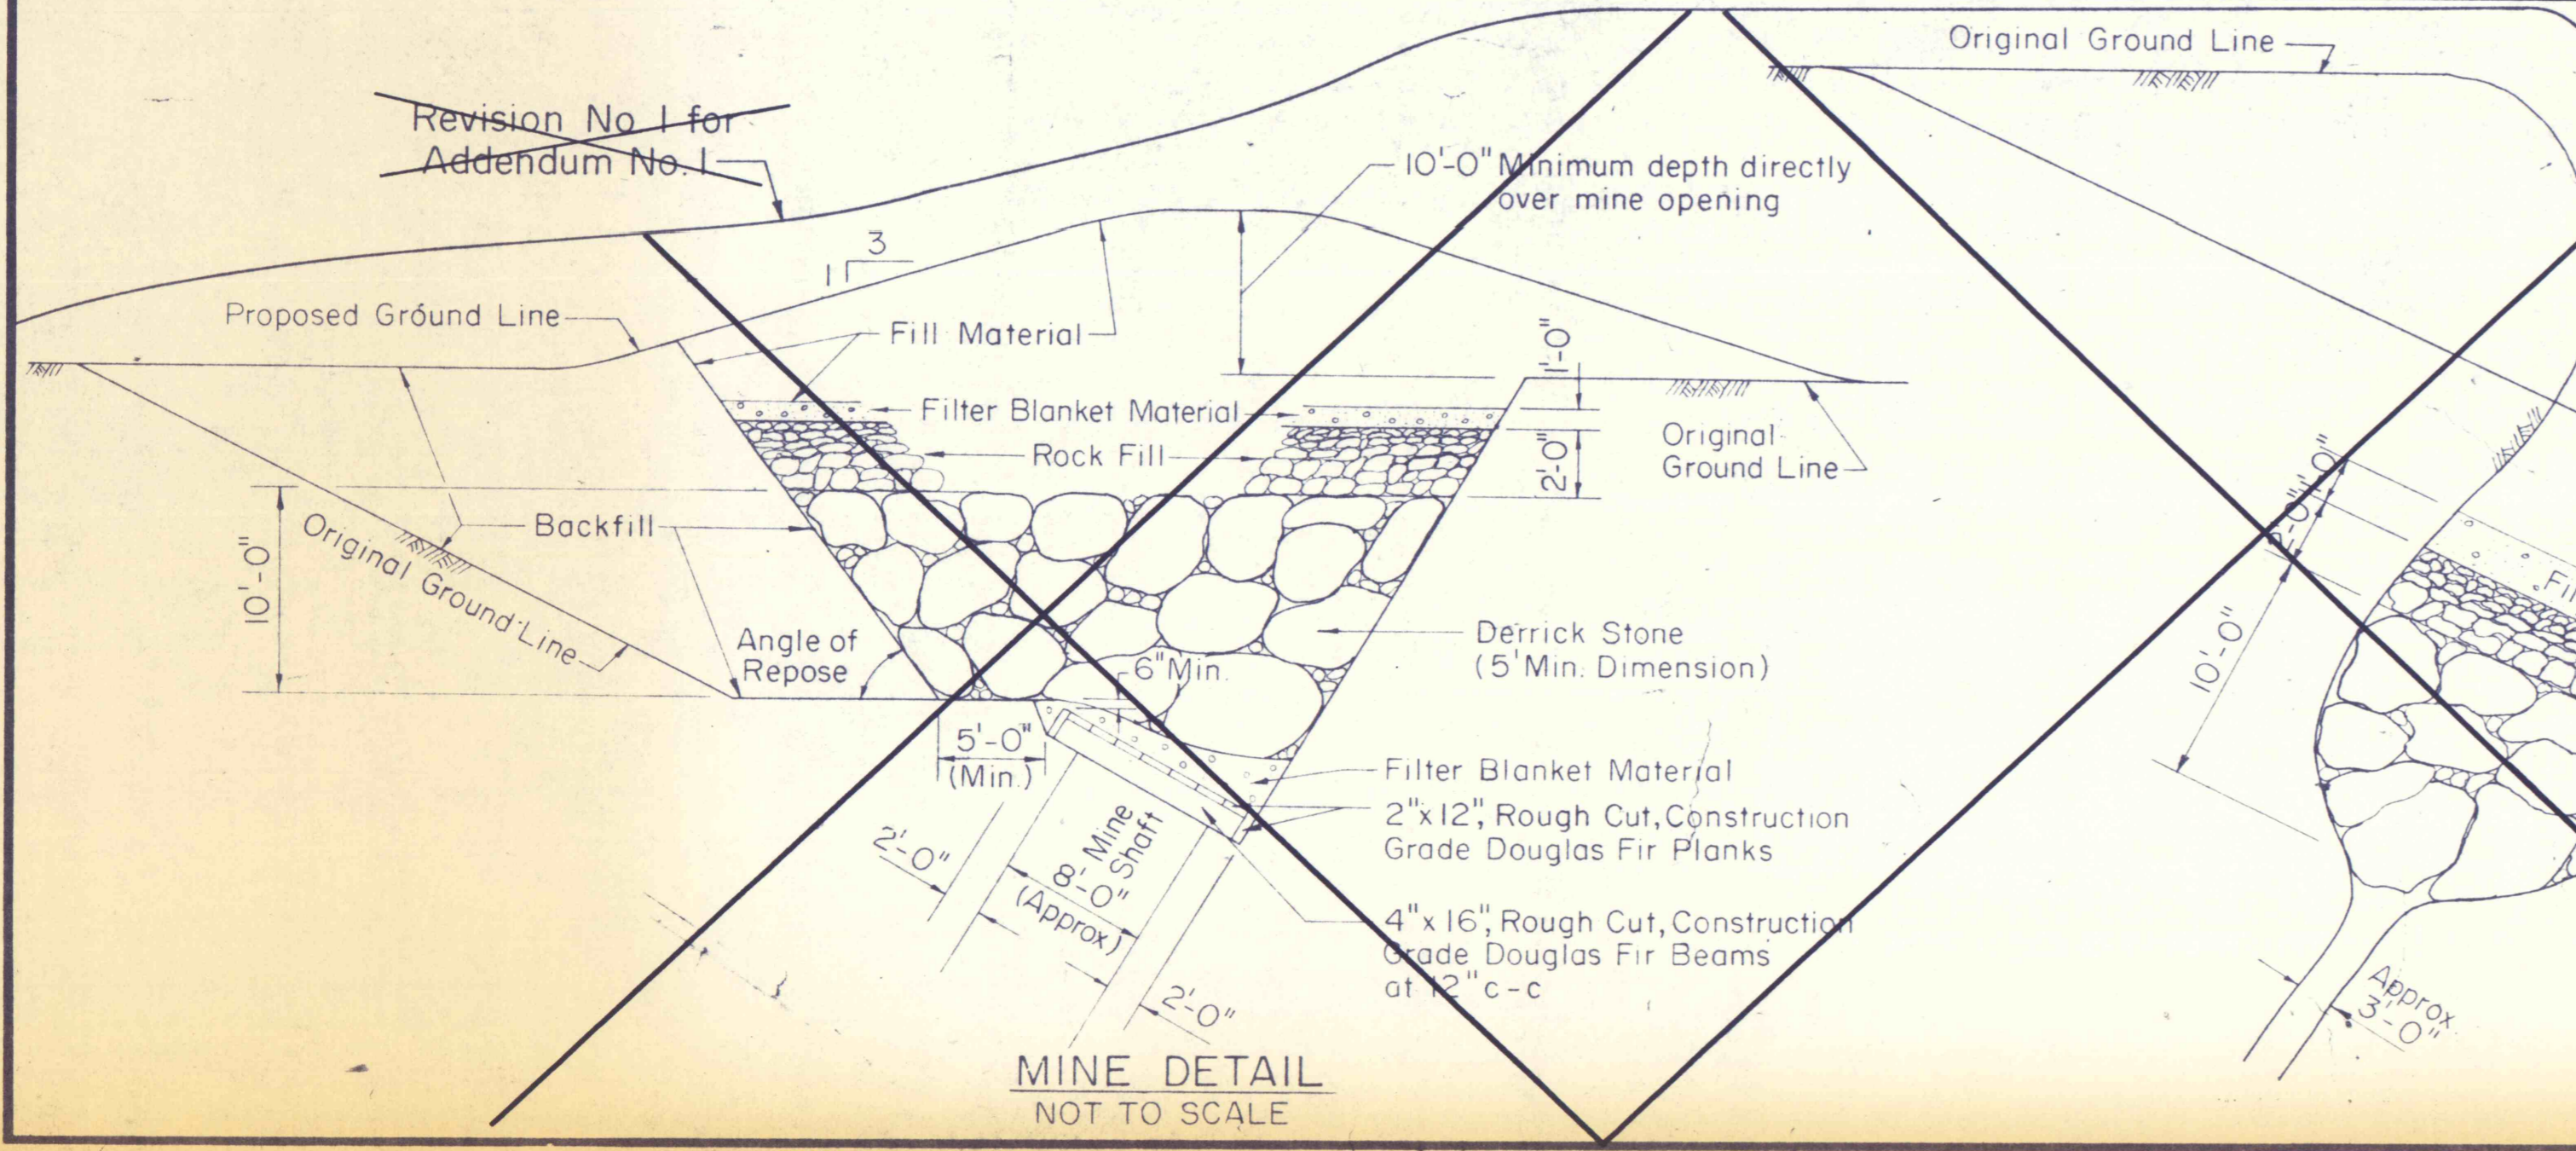 Original Ground Line
Revision No. 1 for
Addendum No. 1
10'-0" Minimum depth directly
over mine opening
3
1
Proposed Ground Line
Fill Material
1'-0"
Filter Blanket Material
Rock Fill
2'-0"
Original
Ground Line
Backfill
10'-0"
Original Ground Line
Angle of
Repose
6" Min.
Derrick Stone
(5' Min. Dimension)
5'-0"
(Min.)
Filter Blanket Material
2" x 12", Rough Cut, Construction
Grade Douglas Fir Planks
2'-0"
Mine
Shaft
8'-0"
(Approx.)
4" x 16", Rough Cut, Construction
Grade Douglas Fir Beams
at 12" c-c
2'-0"
2'-0"
1'-0"
10'-0"
Approx
3'-0"
MINE DETAIL
NOT TO SCALE